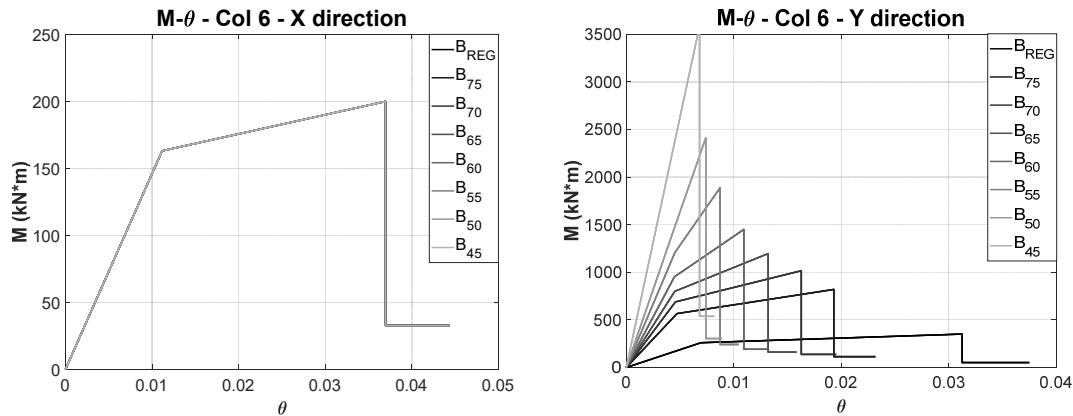 M-θ - Col 6 - X direction
250
200
150
100
50
0
M (kN*m)
0 0.01 0.02 0.03 0.04 0.05
θ
B_REG
B_75
B_70
B_65
B_60
B_55
B_50
B_45
M-θ - Col 6 - Y direction
3500
3000
2500
2000
1500
1000
500
0
M (kN*m)
0 0.01 0.02 0.03 0.04
θ
B_REG
B_75
B_70
B_65
B_60
B_55
B_50
B_45